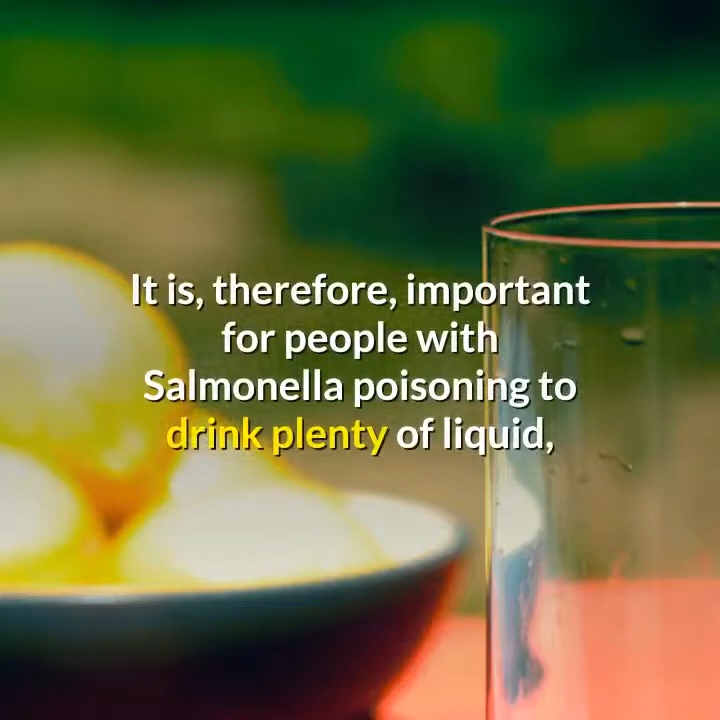 It is, therefore, important
for people with
Salmonella poisoning to
drink plenty of liquid,